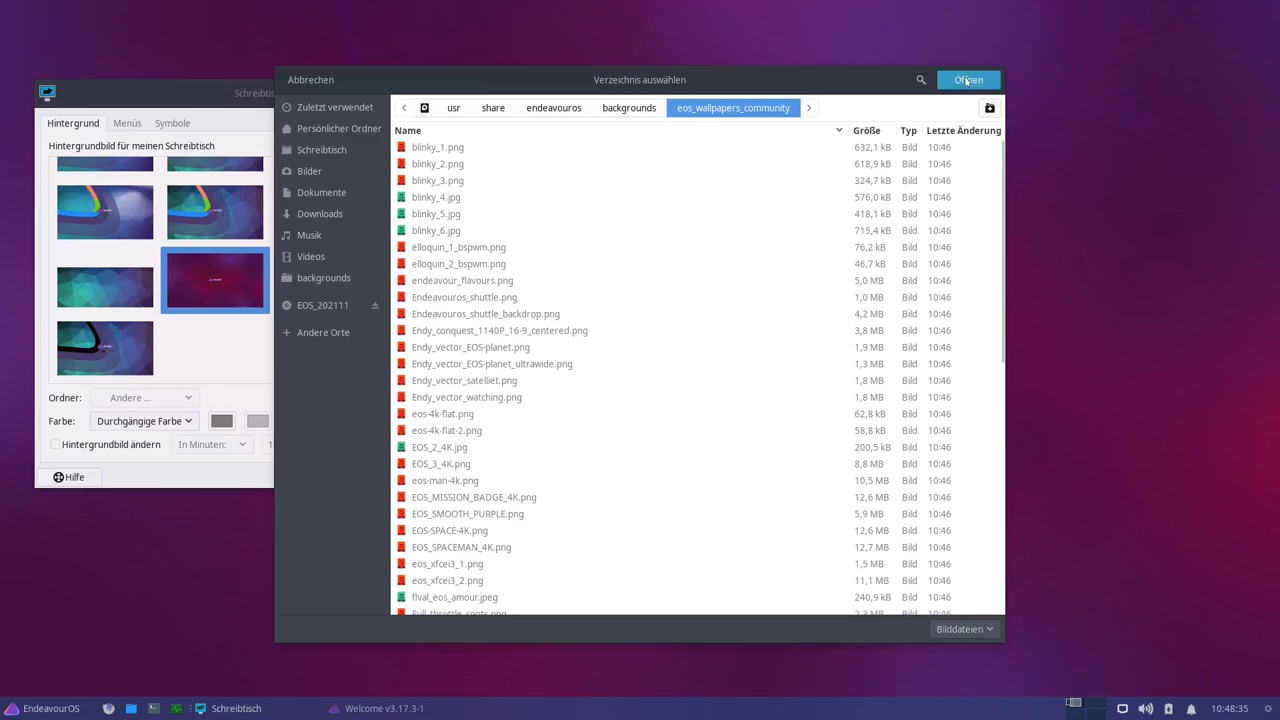 Abbrechen
Verzeichnis auswählen
Öffnen
Schreibtis
Hintergrund Menüs Symbole
Hintergrundbild für meinen Schreibtisch
Ordner: Andere ...
Farbe: Durchgängige Farbe
Hintergrundbild ändern In Minuten: 1
Hilfe
Zuletzt verwendet
Persönlicher Ordner
Schreibtisch
Bilder
Dokumente
Downloads
Musik
Videos
backgrounds
EOS_202111
Andere Orte
usr share endeavouros backgrounds eos_wallpapers_community
Name Größe Typ Letzte Änderung
blinky_1.png 632,1 kB Bild 10:46
blinky_2.png 618,9 kB Bild 10:46
blinky_3.png 324,7 kB Bild 10:46
blinky_4.jpg 576,0 kB Bild 10:46
blinky_5.jpg 418,1 kB Bild 10:46
blinky_6.jpg 715,4 kB Bild 10:46
elloquin_1_bspwm.png 76,2 kB Bild 10:46
elloquin_2_bspwm.png 46,7 kB Bild 10:46
endeavour_flavours.png 5,0 MB Bild 10:46
Endeavouros_shuttle.png 1,0 MB Bild 10:46
Endeavouros_shuttle_backdrop.png 4,2 MB Bild 10:46
Endy_conquest_1140P_16-9_centered.png 3,8 MB Bild 10:46
Endy_vector_EOS-planet.png 1,9 MB Bild 10:46
Endy_vector_EOS-planet_ultrawide.png 1,3 MB Bild 10:46
Endy_vector_satelliet.png 1,8 MB Bild 10:46
Endy_vector_watching.png 1,8 MB Bild 10:46
eos-4k-flat.png 62,8 kB Bild 10:46
eos-4k-flat-2.png 58,8 kB Bild 10:46
EOS_2_4K.jpg 200,5 kB Bild 10:46
EOS_3_4K.png 8,8 MB Bild 10:46
eos-man-4k.png 10,5 MB Bild 10:46
EOS_MISSION_BADGE_4K.png 12,6 MB Bild 10:46
EOS_SMOOTH_PURPLE.png 5,9 MB Bild 10:46
EOS-SPACE-4K.png 12,6 MB Bild 10:46
EOS_SPACEMAN_4K.png 12,7 MB Bild 10:46
eos_xfcei3_1.png 1,5 MB Bild 10:46
eos_xfcei3_2.png 11,1 MB Bild 10:46
fival_eos_amour.jpeg 240,9 kB Bild 10:46
Full_throttle_spots.png 2,3 MB Bild 10:46
Bilddateien
EndeavourOS Schreibtisch Welcome v3.17.3-1 10:48:35